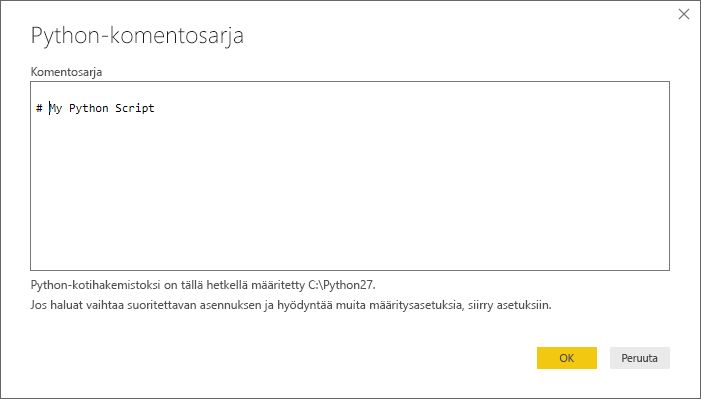 Python-komentosarja
Komentosarja
# My Python Script
Python-kotihakemistoksi on tällä hetkellä määritetty C:\Python27.
Jos haluat vaihtaa suoritettavan asennuksen ja hyödyntää muita määritysasetuksia, siirry asetuksiin.
OK Peruuta